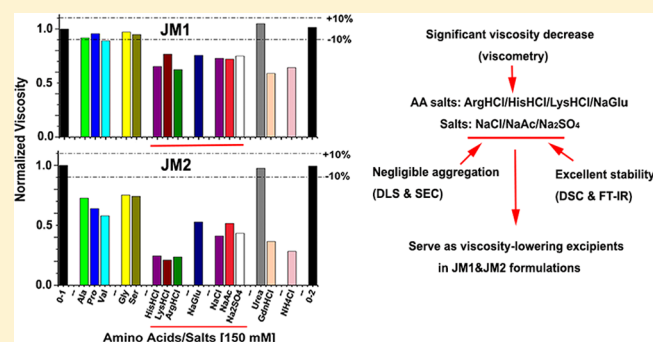 +10%
JM1
-10%
1.0
0.5
0.0
Normalized Viscosity
+10%
JM2
-10%
1.0
0.5
0.0
0-1
--
Ala
Pro
Val
--
Gly
Ser
--
HisHCl
LysHCl
ArgHCl
--
NaGlu
--
NaCl
NaAc
Na2SO4
--
Urea
GdnHCl
--
NH4Cl
--
0-2
Amino Acids/Salts [150 mM]
Significant viscosity decrease
(viscometry)
AA salts: ArgHCl/HisHCl/LysHCl/NaGlu
Salts: NaCl/NaAc/Na₂SO₄
Negligible aggregation
(DLS & SEC)
Excellent stability
(DSC & FT-IR)
Serve as viscosity-lowering excipients
in JM1&JM2 formulations